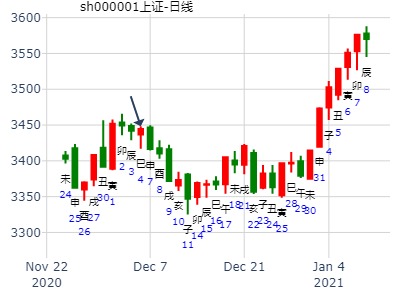 sh000001上证-日线
3600
3550
3500
3450
3400
3350
3300
3250
未
24
申
25
酉
26
戌
27
丑
30
寅
1
卯
2
辰
3
巳
4
申
7
酉
8
戌
9
亥
10
子
11
卯
14
辰
15
巳
16
午
17
未
18
戌
21
亥
22
子
23
丑
24
寅
25
巳
28
午
29
未
30
申
31
子
4
丑
5
寅
6
卯
7
辰
8
Nov 22
2020
Dec 7
Dec 21
Jan 4
2021